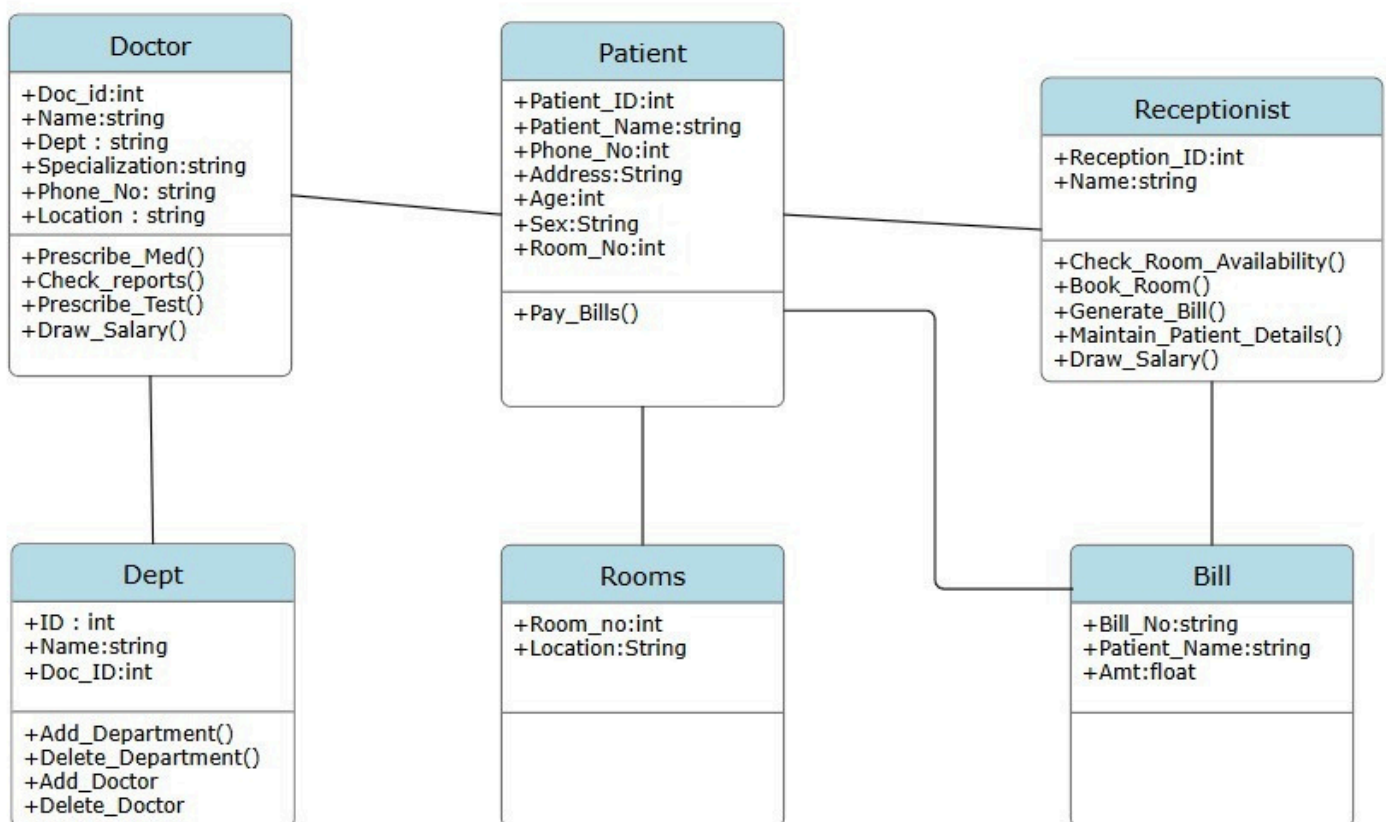 Doctor
+Doc_id:int
+Name:string
+Dept : string
+Specialization:string
+Phone_No: string
+Location : string
+Prescribe_Med()
+Check_reports()
+Prescribe_Test()
+Draw_Salary()
Patient
+Patient_ID:int
+Patient_Name:string
+Phone_No:int
+Address:String
+Age:int
+Sex:String
+Room_No:int
+Pay_Bills()
Receptionist
+Reception_ID:int
+Name:string
+Check_Room_Availability()
+Book_Room()
+Generate_Bill()
+Maintain_Patient_Details()
+Draw_Salary()
Dept
+ID : int
+Name:string
+Doc_ID:int
+Add_Department()
+Delete_Department()
+Add_Doctor
+Delete_Doctor
Rooms
+Room_no:int
+Location:String
Bill
+Bill_No:string
+Patient_Name:string
+Amt:float